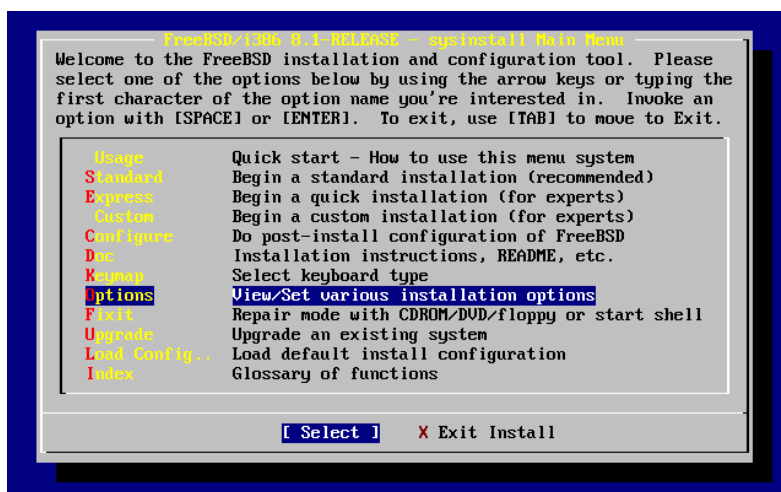 FreeBSD/i386 8.1-RELEASE - sysinstall Main Menu
Welcome to the FreeBSD installation and configuration tool.  Please
select one of the options below by using the arrow keys or typing the
first character of the option name you're interested in.  Invoke an
option with [SPACE] or [ENTER].  To exit, use [TAB] to move to Exit.
Usage Quick start - How to use this menu system
Standard Begin a standard installation (recommended)
Express Begin a quick installation (for experts)
Custom Begin a custom installation (for experts)
Configure Do post-install configuration of FreeBSD
Doc Installation instructions, README, etc.
Keymap Select keyboard type
Options View/Set various installation options
Fixit Repair mode with CDROM/DVD/floppy or start shell
Upgrade Upgrade an existing system
Load Config.. Load default install configuration
Index Glossary of functions
[ Select ] X Exit Install